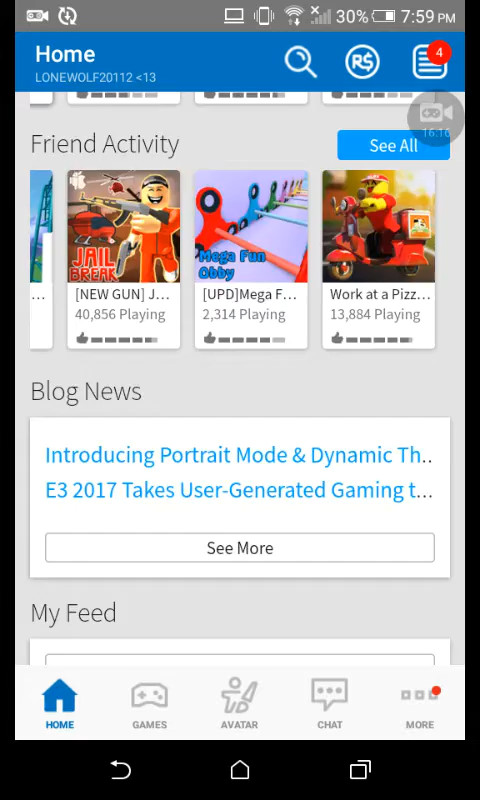 30% 7:59 PM
Home
LONEWOLF20112 <13
R$
4
16:16
Friend Activity
See All
JAIL
BREAK
Mega Fun
Obby
... [NEW GUN] J... [UPD]Mega F... Work at a Pizz...
40,856 Playing 2,314 Playing 13,884 Playing
Blog News
Introducing Portrait Mode & Dynamic Th...
E3 2017 Takes User-Generated Gaming t...
See More
My Feed
HOME GAMES AVATAR CHAT MORE